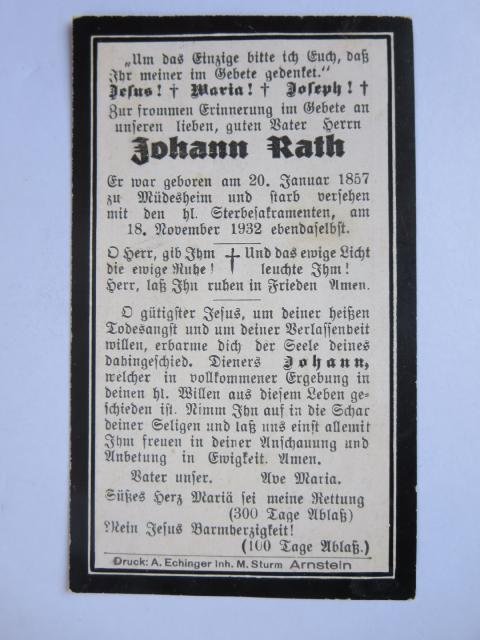 „Um das Einzige bitte ich Euch, daß
Ihr meiner im Gebete gedenket."
Jesus! † Maria! † Joseph! †
Zur frommen Erinnerung im Gebete an
unseren lieben, guten Vater Herrn
Johann Rath
Er war geboren am 20. Januar 1857
zu Müdesheim und starb versehen
mit den hl. Sterbesakramenten, am
18. November 1932 ebendaselbst.
O Herr, gib Ihm † Und das ewige Licht
die ewige Ruhe! leuchte Ihm!
Herr, laß Ihn ruhen in Frieden Amen.
O gütigster Jesus, um deiner heißen
Todesangst und um deiner Verlassenheit
willen, erbarme dich der Seele deines
dahingeschied. Dieners Johann,
welcher in vollkommener Ergebung in
deinen hl. Willen aus diesem Leben ge-
schieden ist. Nimm Ihn auf in die Schar
deiner Seligen und laß uns einst allemit
Ihm freuen in deiner Anschauung und
Anbetung in Ewigkeit. Amen.
Vater unser. Ave Maria.
Süßes Herz Mariä sei meine Rettung
(300 Tage Ablaß)
Mein Jesus Barmherzigkeit!
(100 Tage Ablaß.)
Druck: A. Echinger Inh. M. Sturm Arnstein